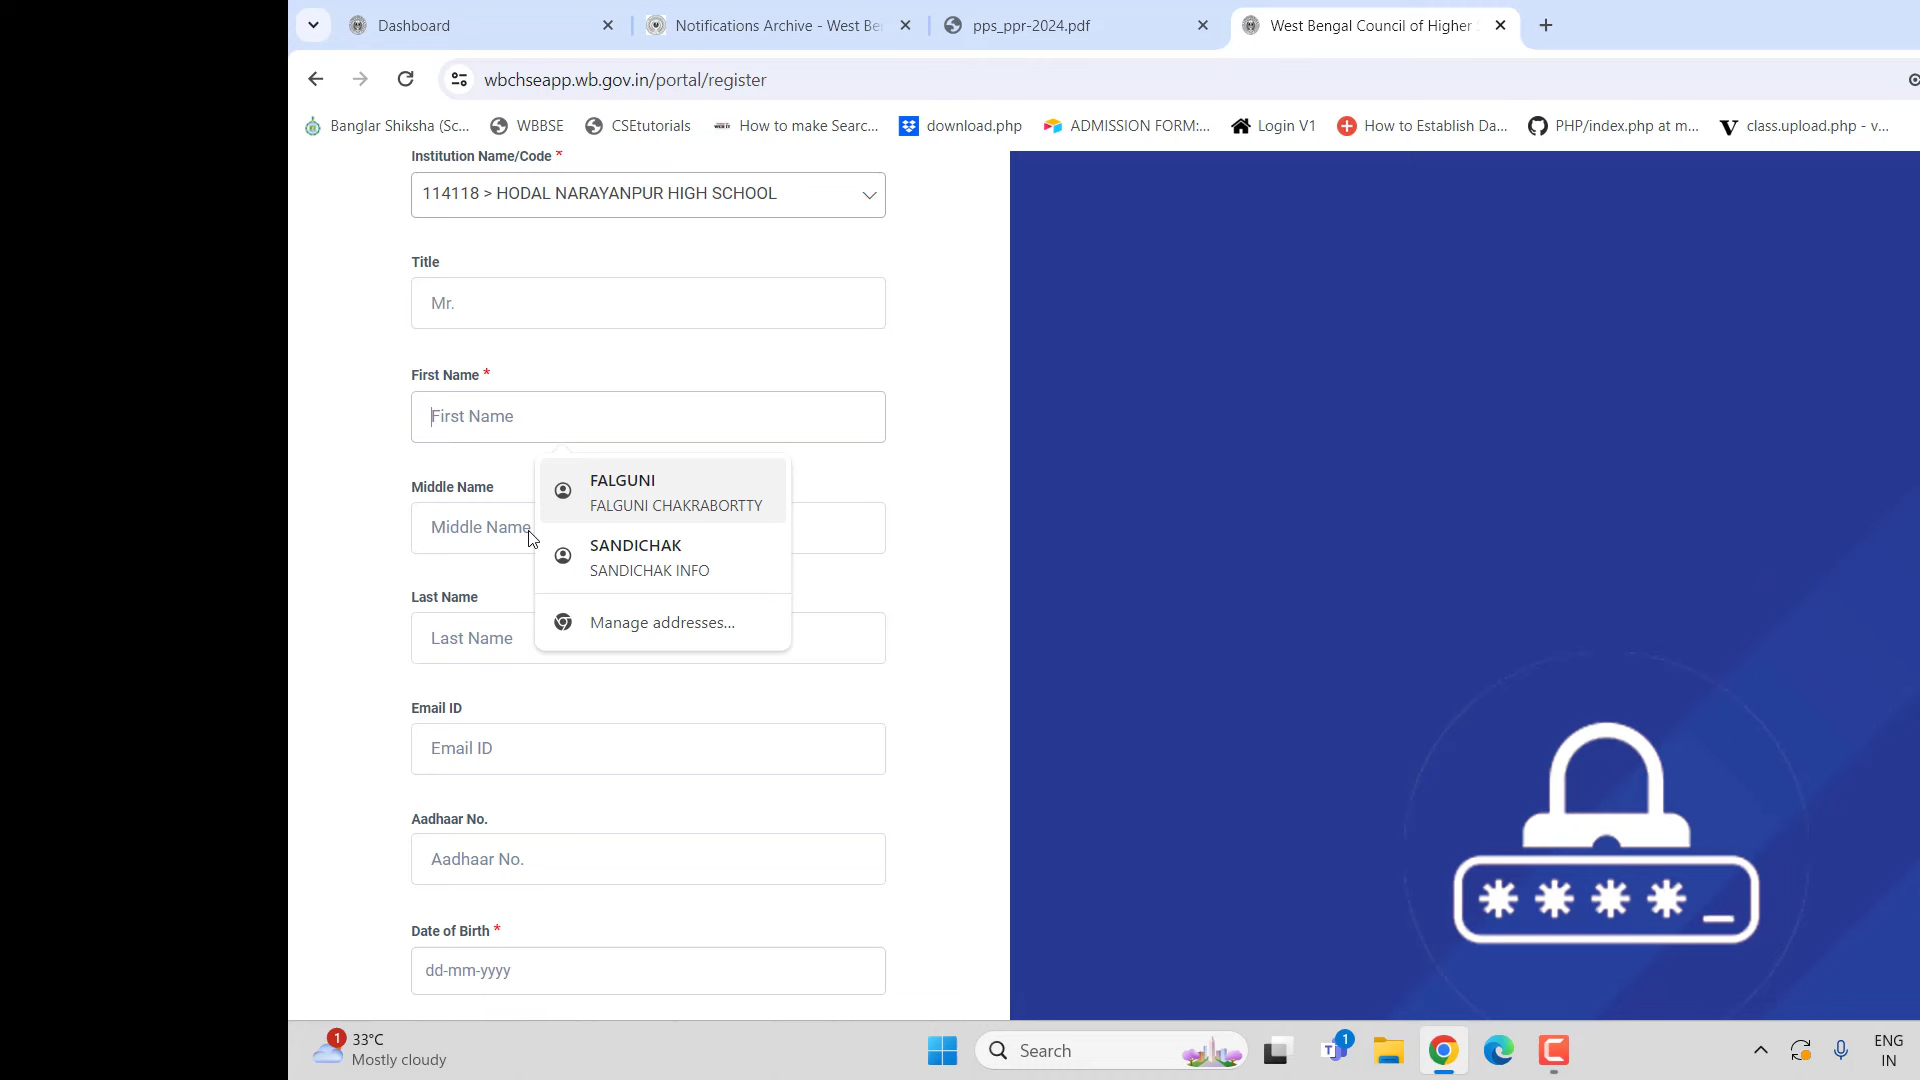 Dashboard
Notifications Archive - West Be
pps_ppr-2024.pdf
West Bengal Council of Higher
wbchseapp.wb.gov.in/portal/register
Banglar Shiksha (Sc...
WBBSE
CSEtutorials
How to make Searc...
download.php
ADMISSION FORM:...
Login V1
How to Establish Da...
PHP/index.php at m...
class.upload.php - v...
Institution Name/Code *
114118 > HODAL NARAYANPUR HIGH SCHOOL
Title
Mr.
First Name *
First Name
FALGUNI
FALGUNI CHAKRABORTTY
SANDICHAK
SANDICHAK INFO
Manage addresses...
Middle Name
Middle Name
Last Name
Last Name
Email ID
Email ID
Aadhaar No.
Aadhaar No.
Date of Birth *
dd-mm-yyyy
**** _
1
33°C
Mostly cloudy
Search
1
ENG
IN